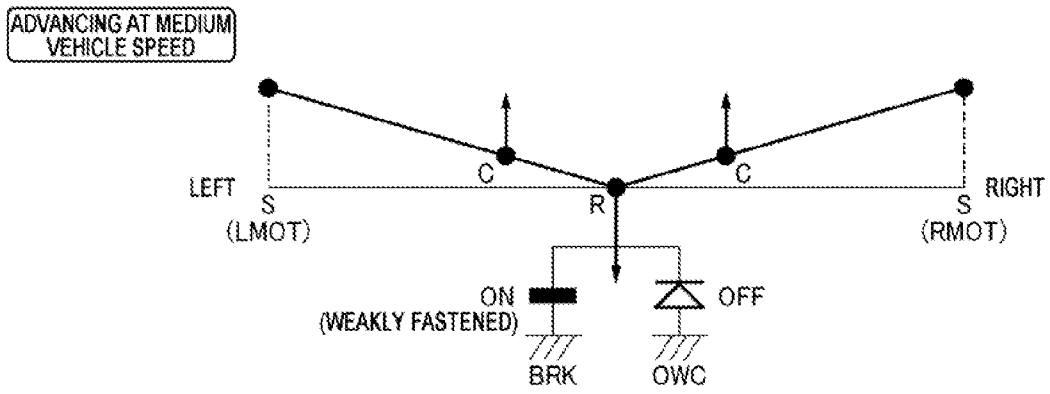 ADVANCING AT MEDIUM
VEHICLE SPEED
C
C
LEFT
RIGHT
S
R
S
(LMOT)
(RMOT)
ON
OFF
(WEAKLY FASTENED)
BRK
OWC